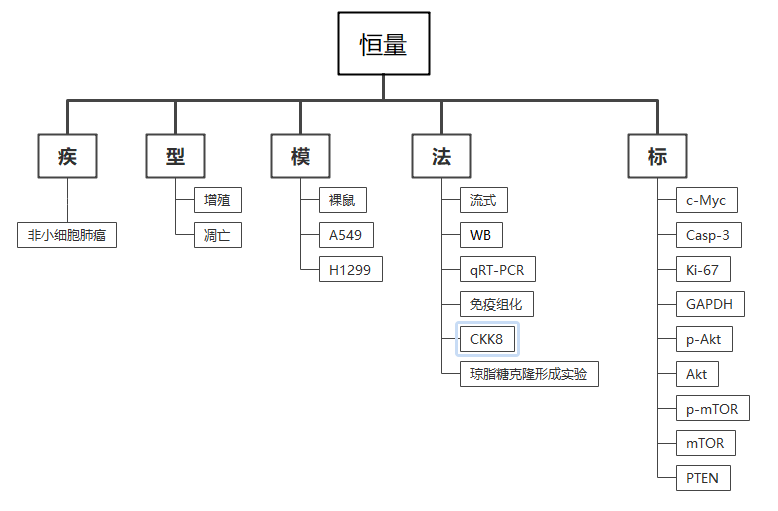 恒量
疾
型
模
法
标
非小细胞肺癌
增殖
凋亡
裸鼠
A549
H1299
流式
WB
qRT-PCR
免疫组化
CKK8
琼脂糖克隆形成实验
c-Myc
Casp-3
Ki-67
GAPDH
p-Akt
Akt
p-mTOR
mTOR
PTEN